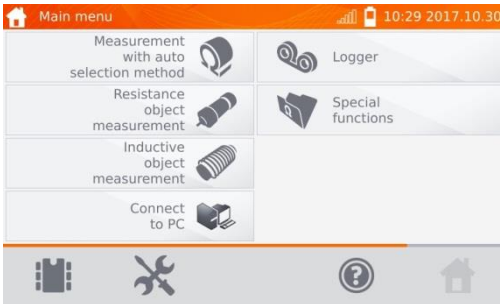 Main menu
10:29 2017.10.30
Measurement
with auto
selection method
Logger
Resistance
object
measurement
Special
functions
Inductive
object
measurement
Connect
to PC